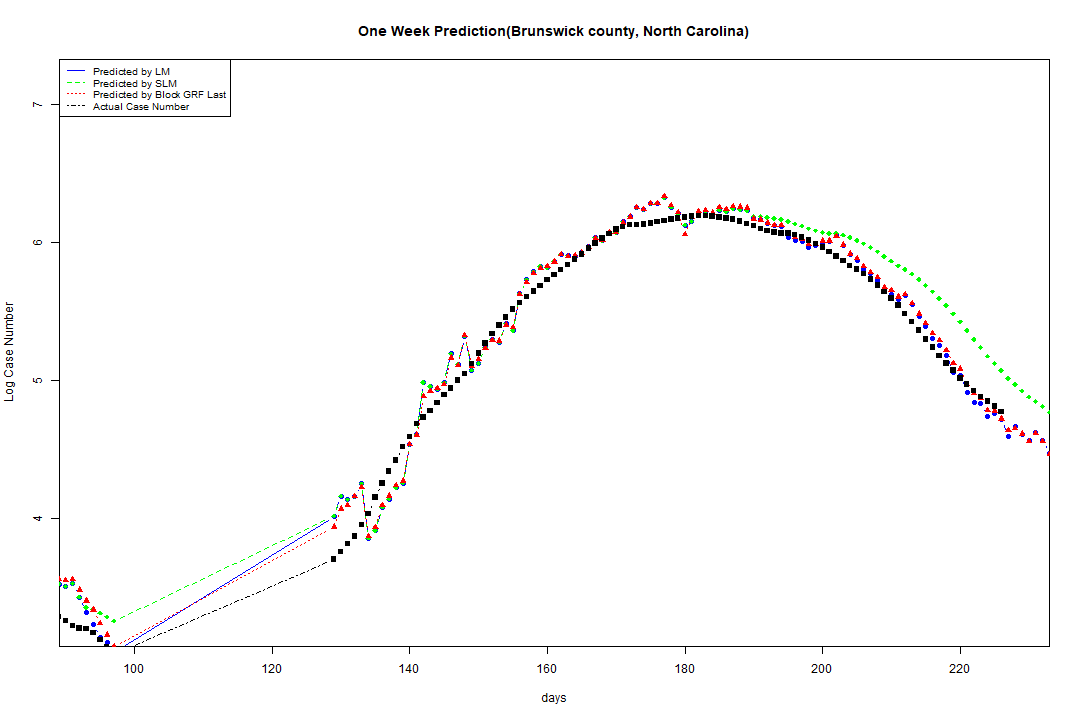 One Week Prediction(Brunswick county, North Carolina)
Predicted by LM
Predicted by SLM
Predicted by Block GRF Last
Actual Case Number
7
6
5
4
Log Case Number
100 120 140 160 180 200 220
days